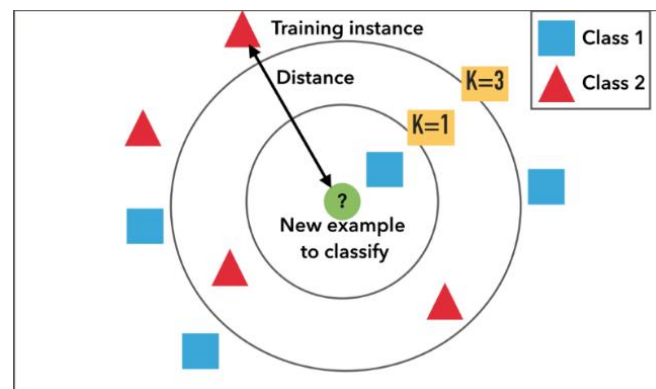 Training instance
Distance
K=3
K=1
?
New example
to classify
Class 1
Class 2